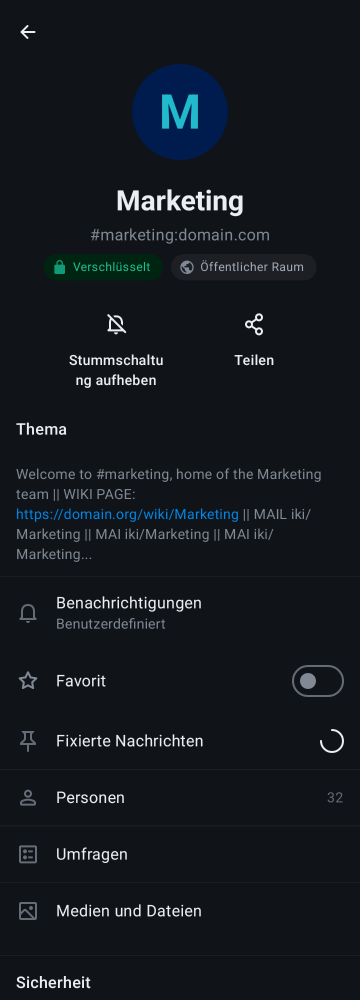 M
Marketing
#marketing:domain.com
Verschlüsselt
Öffentlicher Raum
Stummschaltu
ng aufheben
Teilen
Thema
Welcome to #marketing, home of the Marketing
team || WIKI PAGE:
https://domain.org/wiki/Marketing || MAIL iki/
Marketing || MAI iki/Marketing || MAI iki/
Marketing...
Benachrichtigungen
Benutzerdefiniert
Favorit
Fixierte Nachrichten
Personen 32
Umfragen
Medien und Dateien
Sicherheit